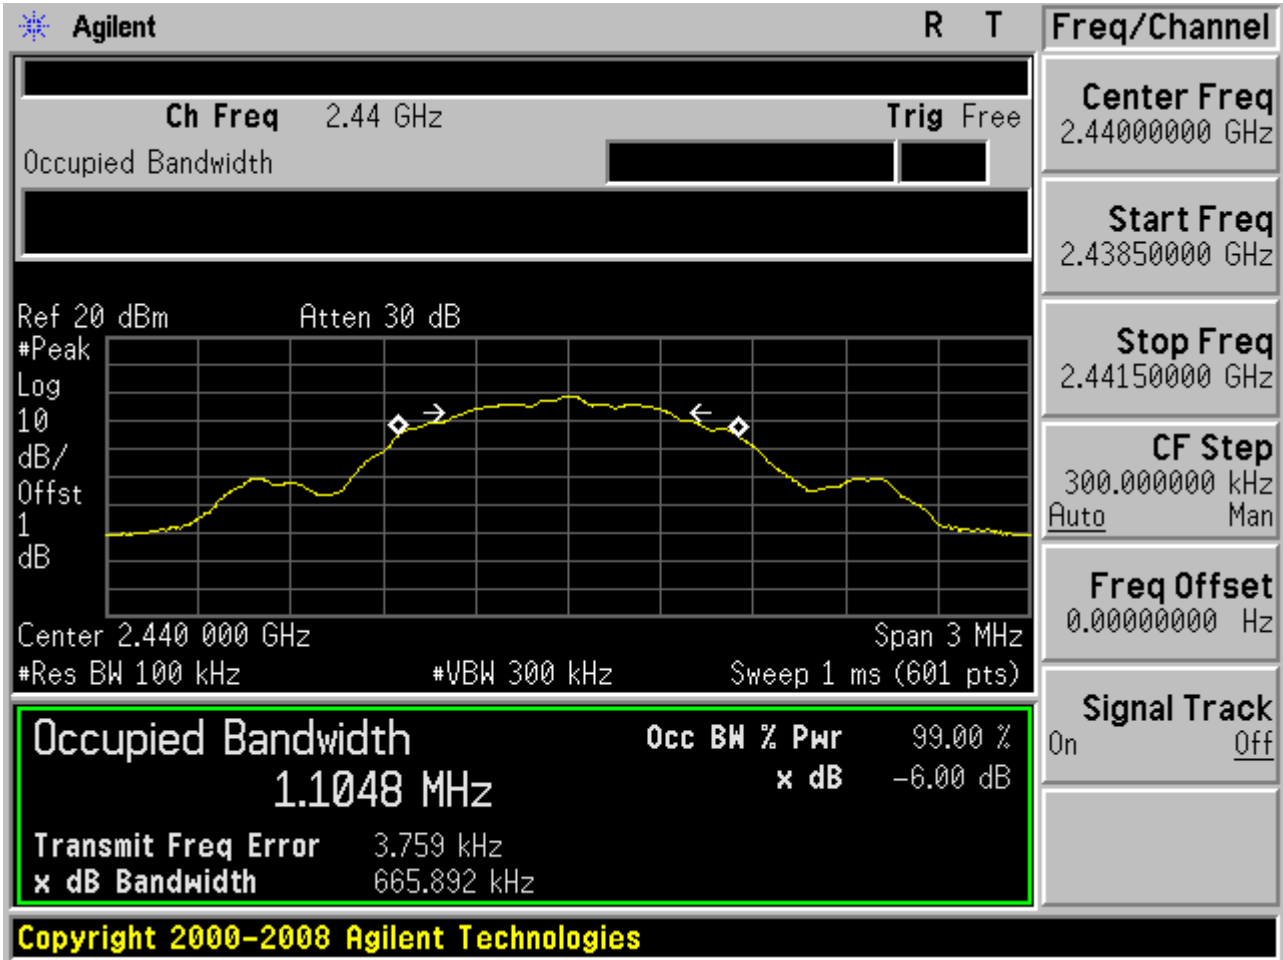 Agilent R T Freq/Channel
Ch Freq 2.44 GHz Trig Free
Occupied Bandwidth
Center Freq
2.44000000 GHz
Start Freq
2.43850000 GHz
Stop Freq
2.44150000 GHz
CF Step
300.000000 kHz
Auto Man
Freq Offset
0.00000000 Hz
Signal Track
On Off
Ref 20 dBm Atten 30 dB
#Peak
Log
10
dB/
Offst
1
dB
Center 2.440 000 GHz Span 3 MHz
#Res BW 100 kHz #VBW 300 kHz Sweep 1 ms (601 pts)
Occupied Bandwidth Occ BW % Pwr 99.00 %
1.1048 MHz x dB -6.00 dB
Transmit Freq Error 3.759 kHz
x dB Bandwidth 665.892 kHz
Copyright 2000-2008 Agilent Technologies